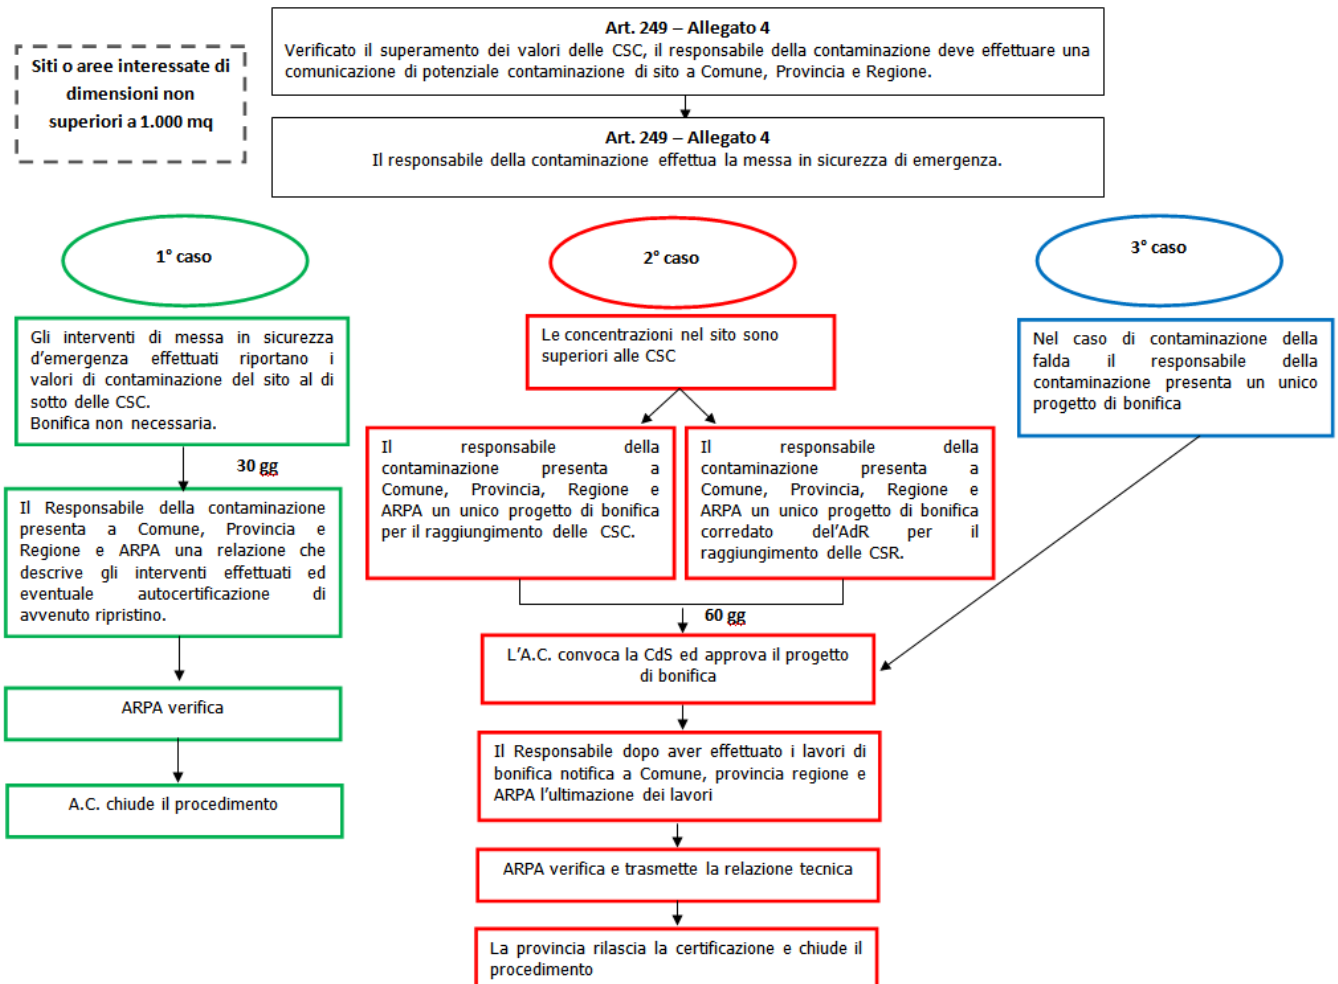 Siti o aree interessate di
dimensioni non
superiori a 1.000 mq
Art. 249 – Allegato 4
Verificato il superamento dei valori delle CSC, il responsabile della contaminazione deve effettuare una
comunicazione di potenziale contaminazione di sito a Comune, Provincia e Regione.
Art. 249 – Allegato 4
Il responsabile della contaminazione effettua la messa in sicurezza di emergenza.
1° caso
Gli interventi di messa in sicurezza
d'emergenza effettuati riportano i
valori di contaminazione del sito al di
sotto delle CSC.
Bonifica non necessaria.
30 gg
Il Responsabile della contaminazione
presenta a Comune, Provincia e
Regione e ARPA una relazione che
descrive gli interventi effettuati ed
eventuale autocertificazione di
avvenuto ripristino.
ARPA verifica
A.C. chiude il procedimento
2° caso
Le concentrazioni nel sito sono
superiori alle CSC
Il responsabile della
contaminazione presenta a
Comune, Provincia, Regione e
ARPA un unico progetto di bonifica
per il raggiungimento delle CSC.
Il responsabile della
contaminazione presenta a
Comune, Provincia, Regione e
ARPA un unico progetto di bonifica
corredato del'AdR per il
raggiungimento delle CSR.
60 gg
L'A.C. convoca la CdS ed approva il progetto
di bonifica
Il Responsabile dopo aver effettuato i lavori di
bonifica notifica a Comune, provincia regione e
ARPA l'ultimazione dei lavori
ARPA verifica e trasmette la relazione tecnica
La provincia rilascia la certificazione e chiude il
procedimento
3° caso
Nel caso di contaminazione della
falda il responsabile della
contaminazione presenta un unico
progetto di bonifica